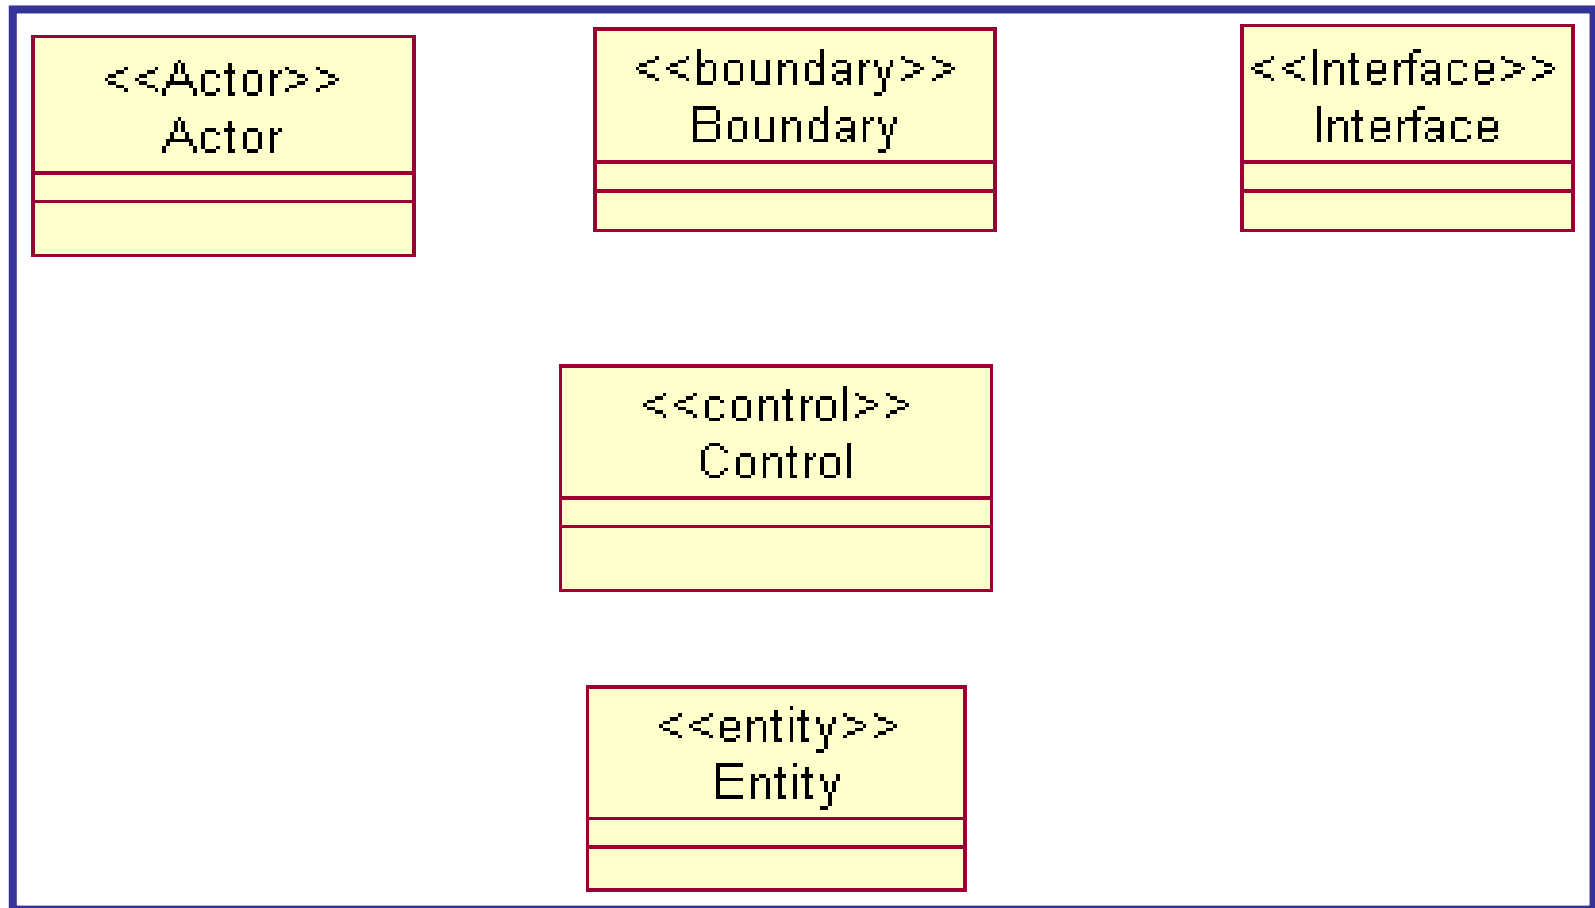 <<Actor>>
Actor
<<boundary>>
Boundary
<<Interface>>
Interface
<<control>>
Control
<<entity>>
Entity